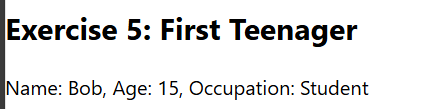 Exercise 5: First Teenager
Name: Bob, Age: 15, Occupation: Student